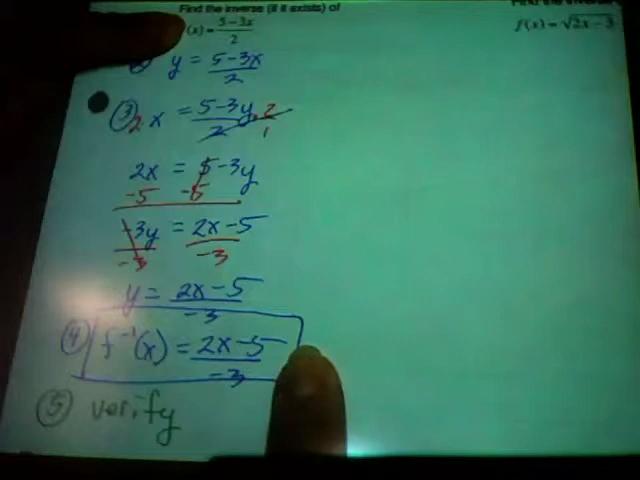 Find the inverse (if it exists) of
(x) = 5-3x/2
f(x) = √2x-3
y = 5-3x/2
③ 2 x = 5-3y/2 · 2/1
2x = 5-3y
-5 -5
-3y/-3 = 2x-5/-3
y = 2x-5/-3
④ f⁻¹(x) = 2x-5/-3
⑤ verify